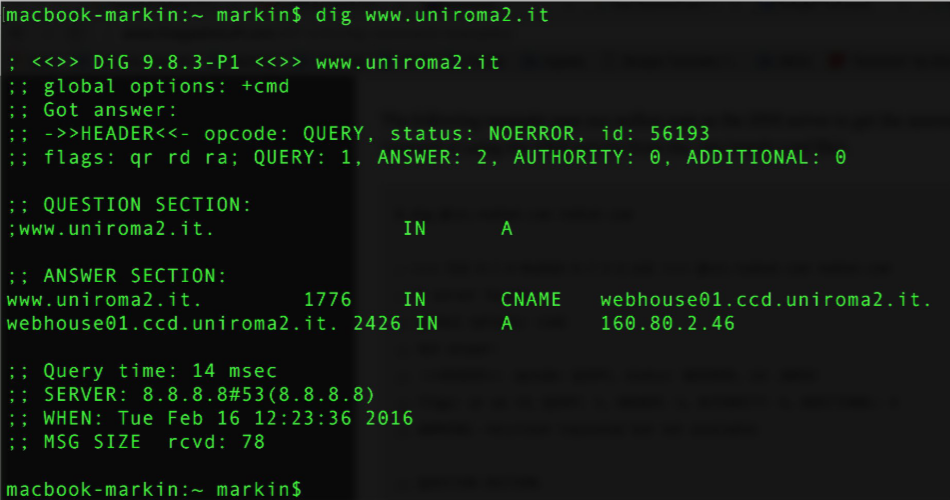 macbook-markin:~ markin$ dig www.uniroma2.it
; <<>> DiG 9.8.3-P1 <<>> www.uniroma2.it
;; global options: +cmd
;; Got answer:
;; ->>HEADER<<- opcode: QUERY, status: NOERROR, id: 56193
;; flags: qr rd ra; QUERY: 1, ANSWER: 2, AUTHORITY: 0, ADDITIONAL: 0
;; QUESTION SECTION:
;www.uniroma2.it. IN A
;; ANSWER SECTION:
www.uniroma2.it. 1776 IN CNAME webhouse01.ccd.uniroma2.it.
webhouse01.ccd.uniroma2.it. 2426 IN A 160.80.2.46
;; Query time: 14 msec
;; SERVER: 8.8.8.8#53(8.8.8.8)
;; WHEN: Tue Feb 16 12:23:36 2016
;; MSG SIZE rcvd: 78
macbook-markin:~ markin$